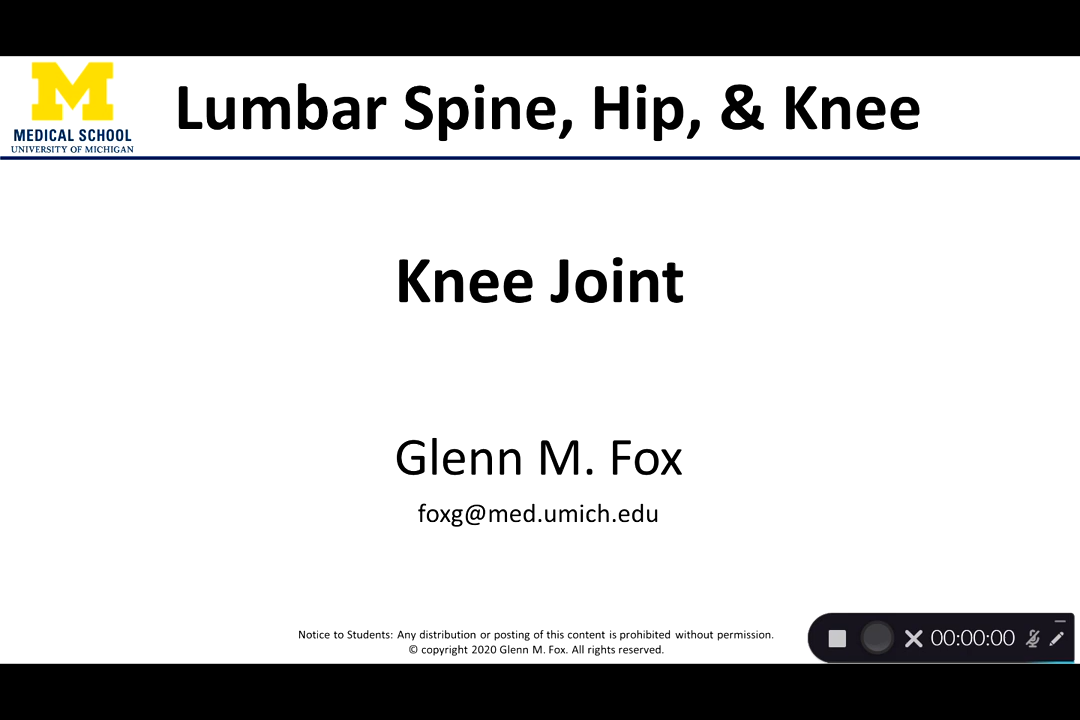 M
MEDICAL SCHOOL
UNIVERSITY OF MICHIGAN
Lumbar Spine, Hip, & Knee
Knee Joint
Glenn M. Fox
foxg@med.umich.edu
Notice to Students: Any distribution or posting of this content is prohibited without permission.
© copyright 2020 Glenn M. Fox. All rights reserved.
00:00:00